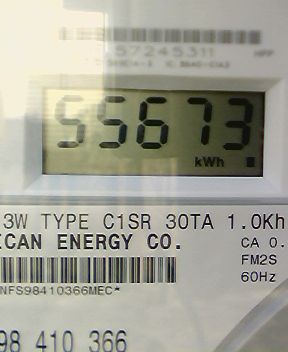 57245311
55673
kWh
3W TYPE C1SR 30TA 1.0Kh
ICAN ENERGY CO.
CA 0.
FM2S
60Hz
NFS98410366MEC*
98 410 366